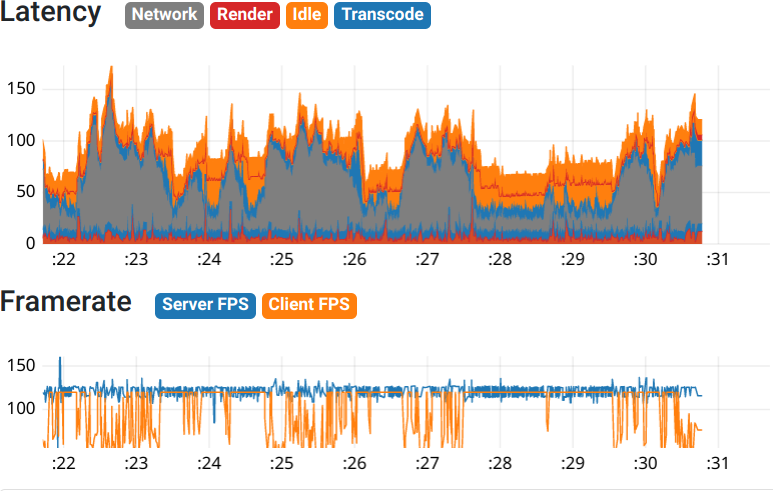 Latency Network Render Idle Transcode
150
100
50
0
:22 :23 :24 :25 :26 :27 :28 :29 :30 :31
Framerate Server FPS Client FPS
150
100
:22 :23 :24 :25 :26 :27 :28 :29 :30 :31